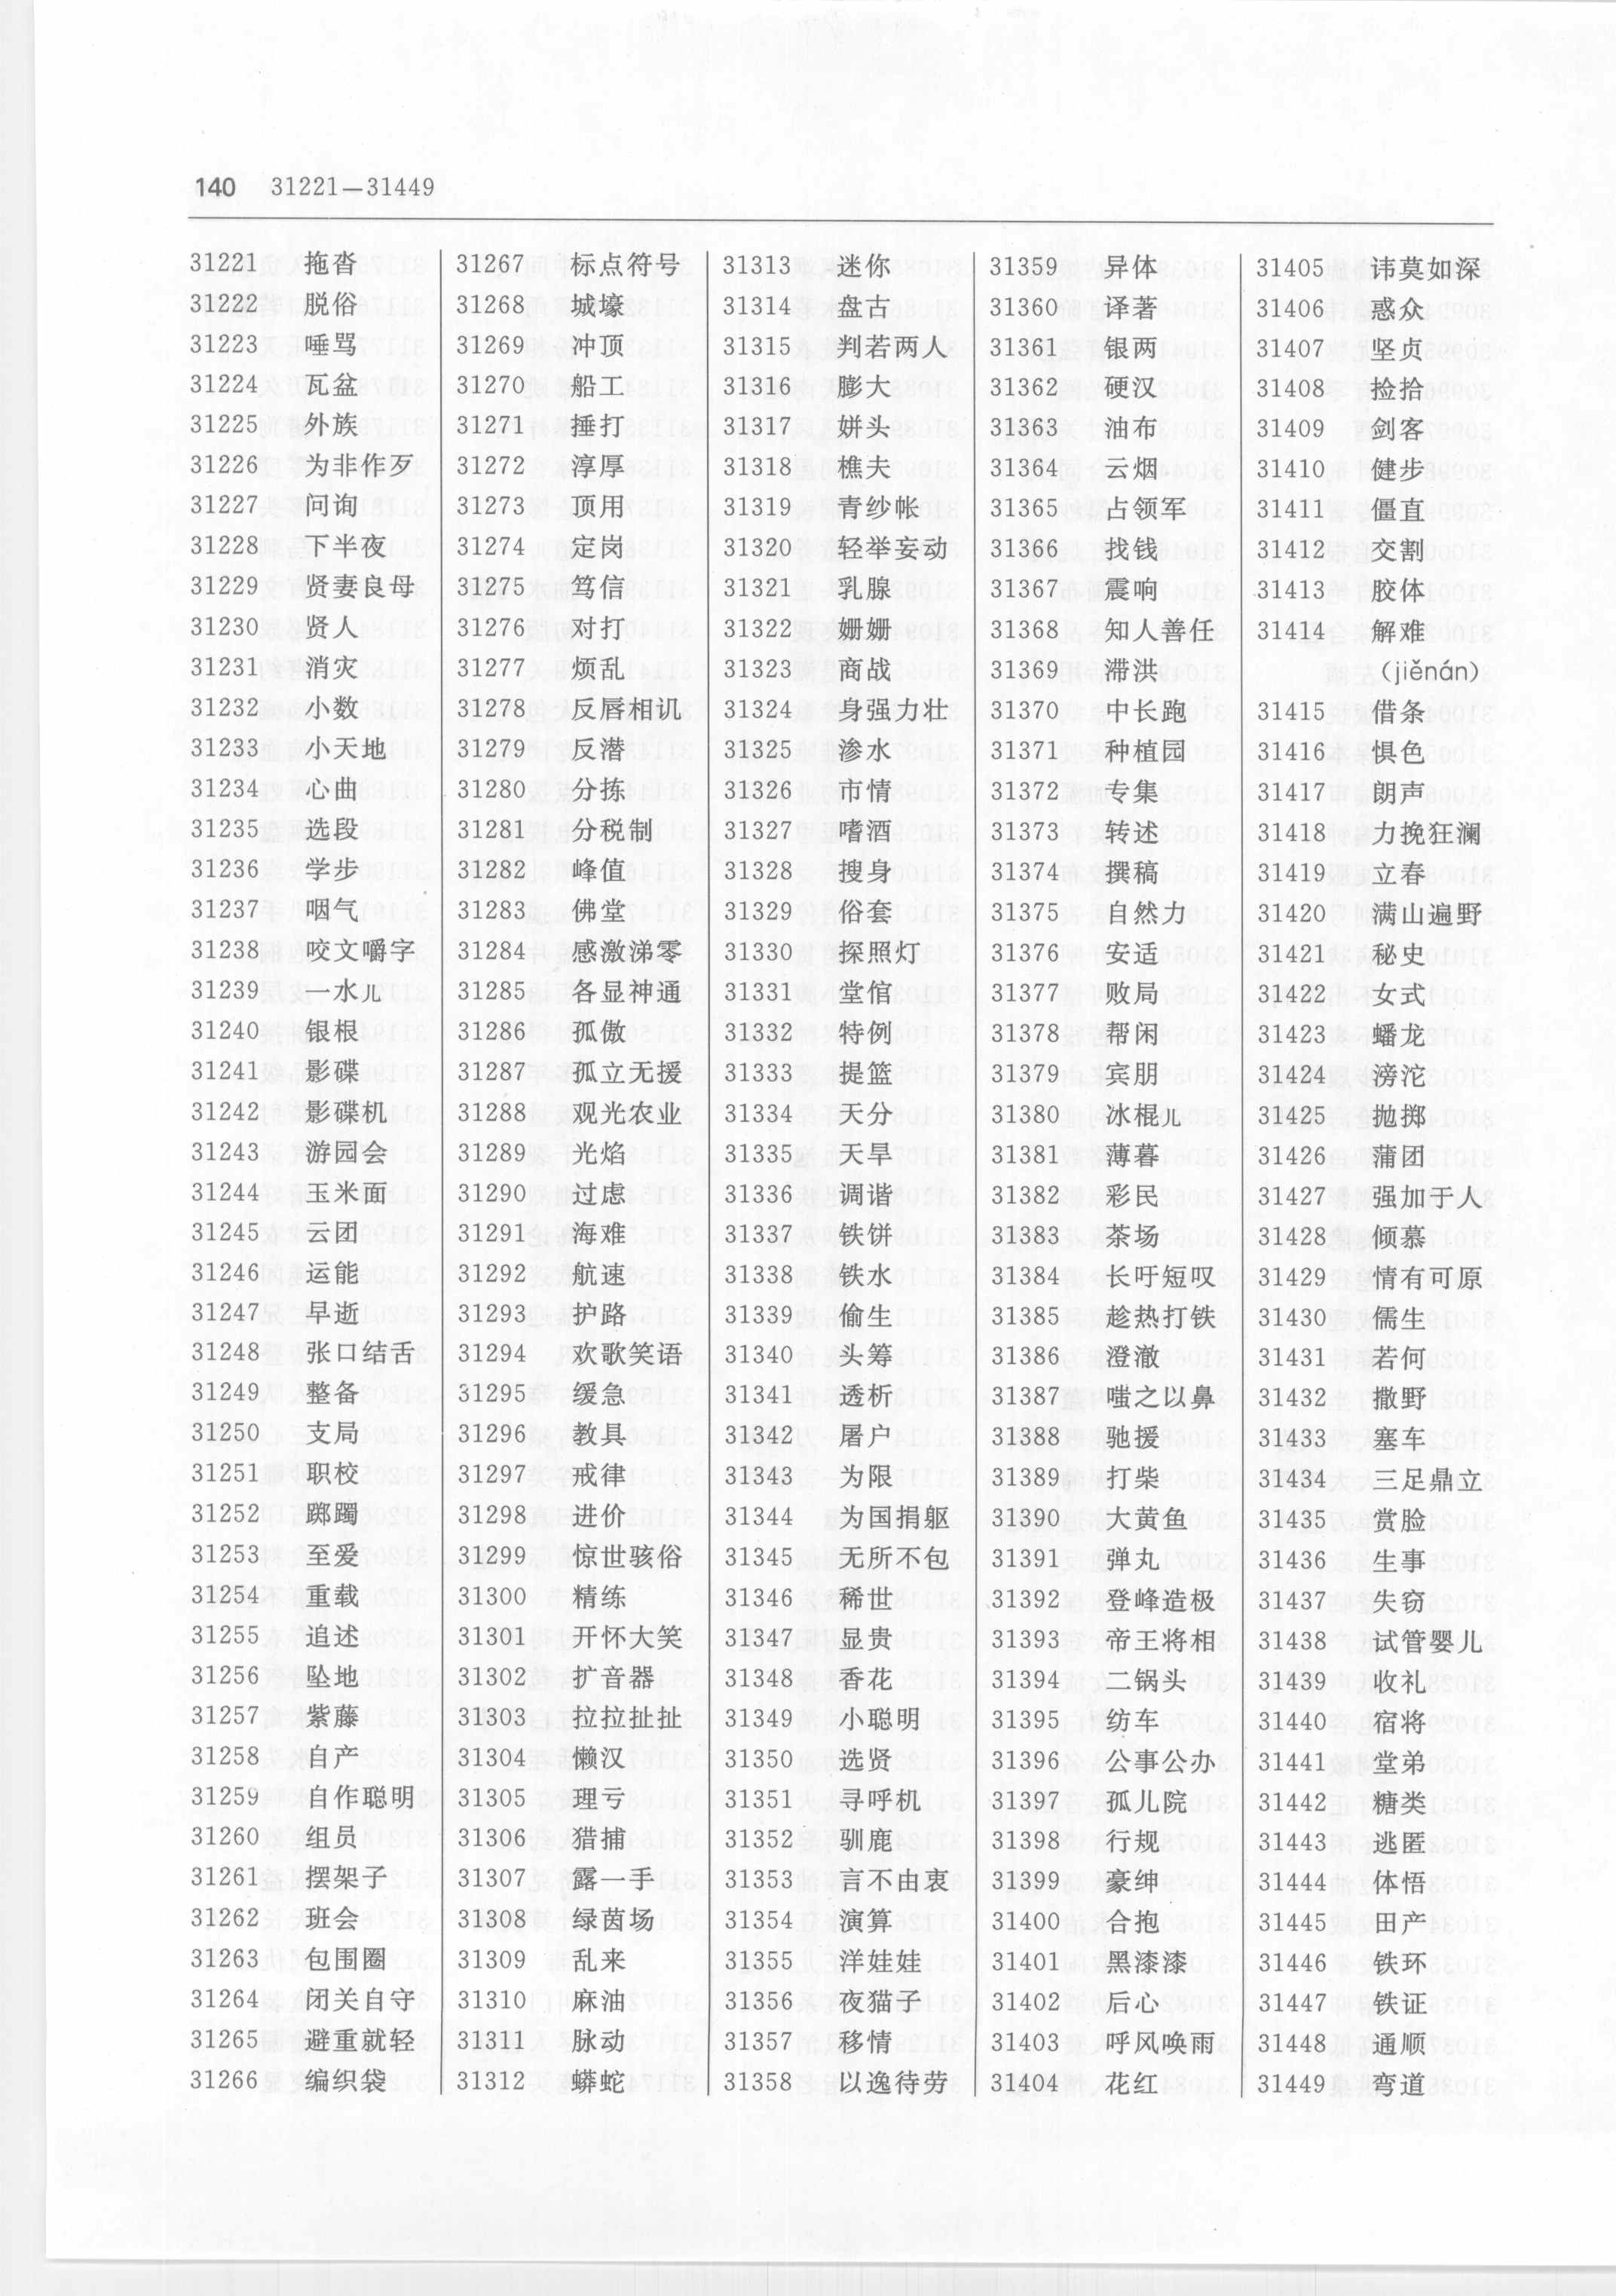 140 31221—31449
31221 拖沓
31222 脱俗
31223 唾骂
31224 瓦盆
31225 外族
31226 为非作歹
31227 问询
31228 下半夜
31229 贤妻良母
31230 贤人
31231 消灾
31232 小数
31233 小天地
31234 心曲
31235 选段
31236 学步
31237 咽气
31238 咬文嚼字
31239 一水儿
31240 银根
31241 影碟
31242 影碟机
31243 游园会
31244 玉米面
31245 云团
31246 运能
31247 早逝
31248 张口结舌
31249 整备
31250 支局
31251 职校
31252 踯躅
31253 至爱
31254 重载
31255 追述
31256 坠地
31257 紫藤
31258 自产
31259 自作聪明
31260 组员
31261 摆架子
31262 班会
31263 包围圈
31264 闭关自守
31265 避重就轻
31266 编织袋
31267 标点符号
31268 城壕
31269 冲顶
31270 船工
31271 捶打
31272 淳厚
31273 顶用
31274 定岗
31275 笃信
31276 对打
31277 烦乱
31278 反唇相讥
31279 反潜
31280 分拣
31281 分税制
31282 峰值
31283 佛堂
31284 感激涕零
31285 各显神通
31286 孤傲
31287 孤立无援
31288 观光农业
31289 光焰
31290 过虑
31291 海难
31292 航速
31293 护路
31294 欢歌笑语
31295 缓急
31296 教具
31297 戒律
31298 进价
31299 惊世骇俗
31300 精练
31301 开怀大笑
31302 扩音器
31303 拉拉扯扯
31304 懒汉
31305 理亏
31306 猎捕
31307 露一手
31308 绿茵场
31309 乱来
31310 麻油
31311 脉动
31312 蟒蛇
31313 迷你
31314 盘古
31315 判若两人
31316 膨大
31317 姘头
31318 樵夫
31319 青纱帐
31320 轻举妄动
31321 乳腺
31322 姗姗
31323 商战
31324 身强力壮
31325 渗水
31326 市情
31327 嗜酒
31328 搜身
31329 俗套
31330 探照灯
31331 堂倌
31332 特例
31333 提篮
31334 天分
31335 天旱
31336 调谐
31337 铁饼
31338 铁水
31339 偷生
31340 头筹
31341 透析
31342 屠户
31343 为限
31344 为国捐躯
31345 无所不包
31346 稀世
31347 显贵
31348 香花
31349 小聪明
31350 选贤
31351 寻呼机
31352 驯鹿
31353 言不由衷
31354 演算
31355 洋娃娃
31356 夜猫子
31357 移情
31358 以逸待劳
31359 异体
31360 译著
31361 银两
31362 硬汉
31363 油布
31364 云烟
31365 占领军
31366 找钱
31367 震响
31368 知人善任
31369 滞洪
31370 中长跑
31371 种植园
31372 专集
31373 转述
31374 撰稿
31375 自然力
31376 安适
31377 败局
31378 帮闲
31379 宾朋
31380 冰棍儿
31381 薄暮
31382 彩民
31383 茶场
31384 长吁短叹
31385 趁热打铁
31386 澄澈
31387 嗤之以鼻
31388 驰援
31389 打柴
31390 大黄鱼
31391 弹丸
31392 登峰造极
31393 帝王将相
31394 二锅头
31395 纺车
31396 公事公办
31397 孤儿院
31398 行规
31399 豪绅
31400 合抱
31401 黑漆漆
31402 后心
31403 呼风唤雨
31404 花红
31405 讳莫如深
31406 惑众
31407 坚贞
31408 捡拾
31409 剑客
31410 健步
31411 僵直
31412 交割
31413 胶体
31414 解难
(jiěnán)
31415 借条
31416 惧色
31417 朗声
31418 力挽狂澜
31419 立春
31420 满山遍野
31421 秘史
31422 女式
31423 蟠龙
31424 滂沱
31425 抛掷
31426 蒲团
31427 强加于人
31428 倾慕
31429 情有可原
31430 儒生
31431 若何
31432 撒野
31433 塞车
31434 三足鼎立
31435 赏脸
31436 生事
31437 失窃
31438 试管婴儿
31439 收礼
31440 宿将
31441 堂弟
31442 糖类
31443 逃匿
31444 体悟
31445 田产
31446 铁环
31447 铁证
31448 通顺
31449 弯道